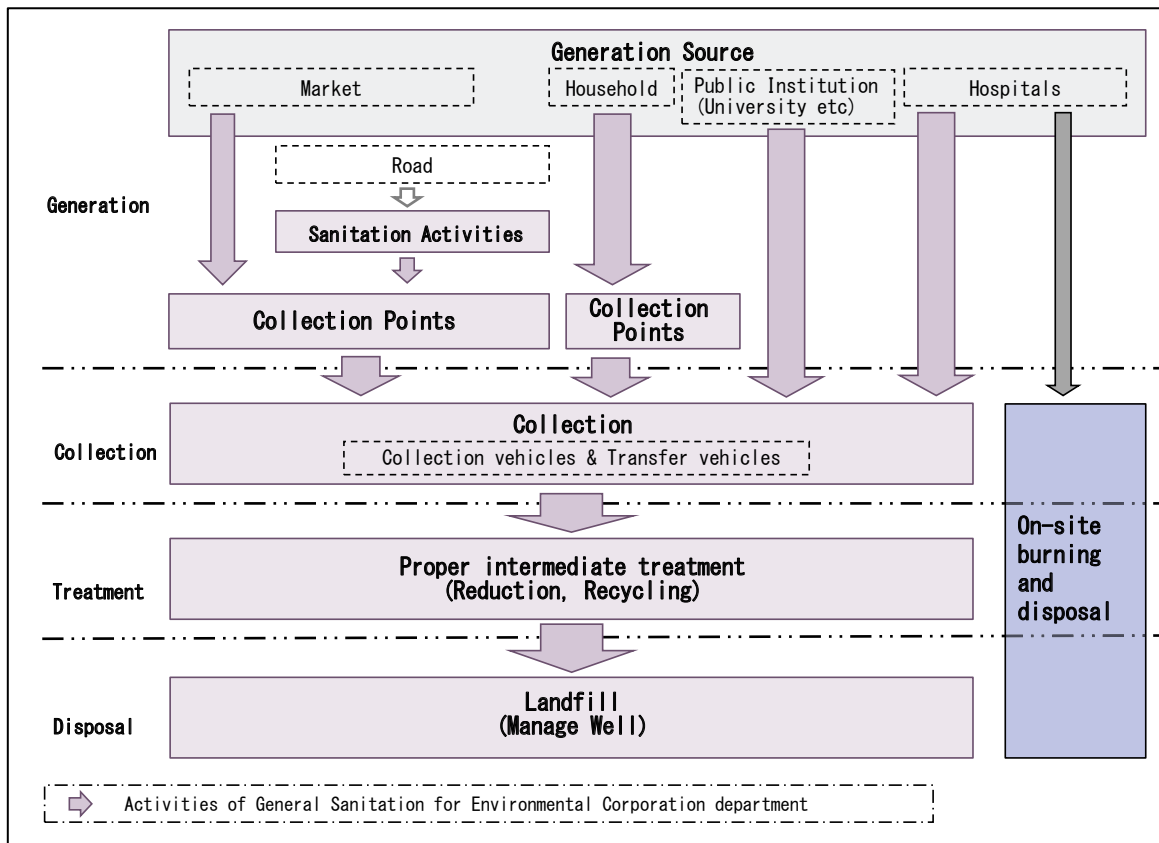 Generation Source
Market
Household
Public Institution
(University etc)
Hospitals
Road
Generation
Sanitation Activities
Collection Points
Collection
Points
Collection
Collection
Collection vehicles & Transfer vehicles
On-site
burning
and
disposal
Treatment
Proper intermediate treatment
(Reduction, Recycling)
Disposal
Landfill
(Manage Well)
Activities of General Sanitation for Environmental Corporation department